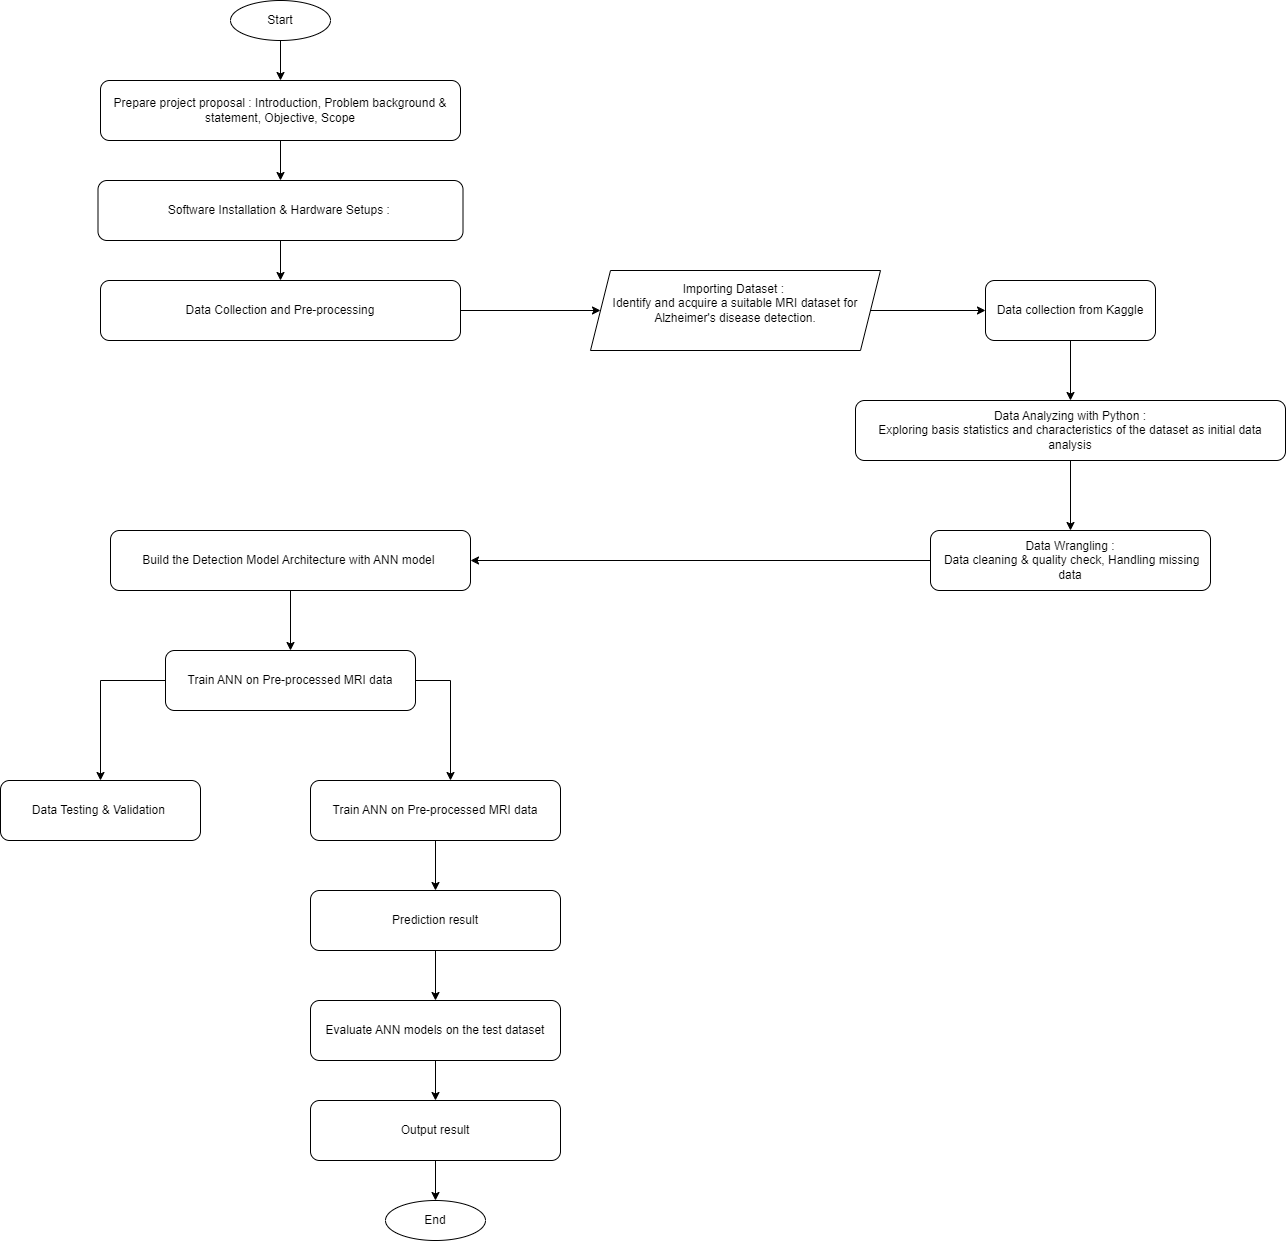 Start
Prepare project proposal : Introduction, Problem background &
statement, Objective, Scope
Software Installation & Hardware Setups :
Data Collection and Pre-processing
Importing Dataset :
Identify and acquire a suitable MRI dataset for
Alzheimer's disease detection.
Data collection from Kaggle
Data Analyzing with Python :
Exploring basis statistics and characteristics of the dataset as initial data
analysis
Data Wrangling :
Data cleaning & quality check, Handling missing
data
Build the Detection Model Architecture with ANN model
Train ANN on Pre-processed MRI data
Data Testing & Validation
Train ANN on Pre-processed MRI data
Prediction result
Evaluate ANN models on the test dataset
Output result
End